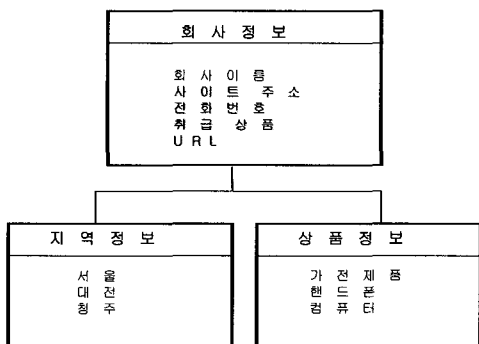 회 사 정 보
회 사 이 름
사 이 트 주 소
전 화 번 호
취 급 상 품
U R L
지 역 정 보
서 울
대 전
청 주
상 품 정 보
가 전 제 품
핸 드 폰
컴 퓨 터